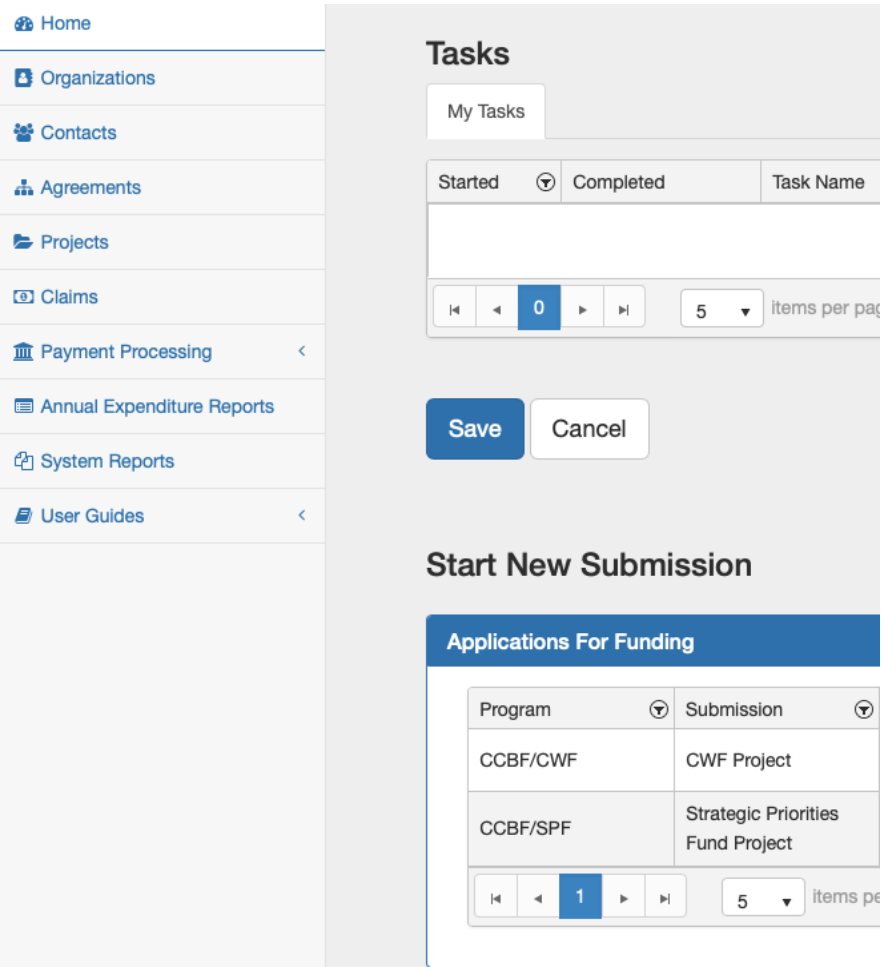 Home
Organizations
Contacts
Agreements
Projects
Claims
Payment Processing
Annual Expenditure Reports
System Reports
User Guides
Tasks
My Tasks
Started Completed Task Name
0 5 items per
Save Cancel
Start New Submission
Applications For Funding
Program Submission
CCBF/CWF CWF Project
CCBF/SPF Strategic Priorities
Fund Project
1 5 items